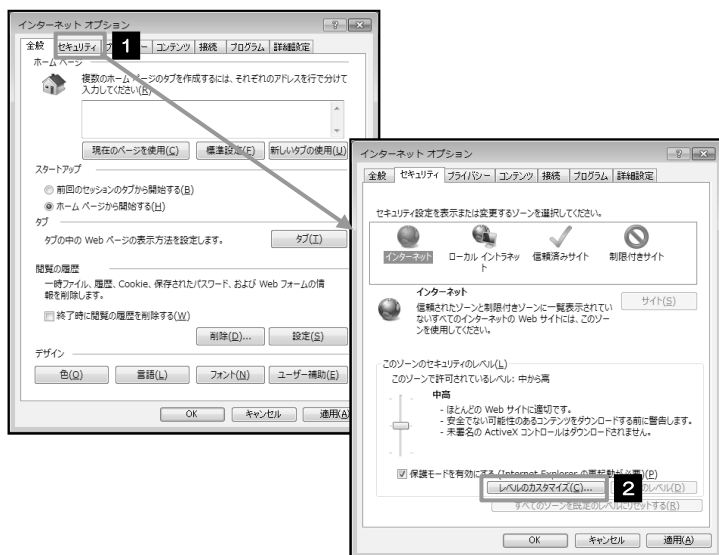 インターネット オプション
全般 セキュリティ コンテンツ 接続 プログラム 詳細設定
1
ホーム ページ
複数のホーム ページのタブを作成するには、それぞれのアドレスを行で分けて
入力してください(R)
現在のページを使用(C) 標準設定(F) 新しいタブの使用(U)
スタートアップ
前回のセッションのタブから開始する(B)
ホーム ページから開始する(H)
タブ
タブの中の Web ページの表示方法を設定します。 タブ(T)
閲覧の履歴
一時ファイル、履歴、Cookie、保存されたパスワード、および Web フォームの情
報を削除します。
終了時に閲覧の履歴を削除する(W)
削除(D)... 設定(S)
デザイン
色(O) 言語(L) フォント(N) ユーザー補助(E)
OK キャンセル 適用(A)
インターネット オプション
全般 セキュリティ プライバシー コンテンツ 接続 プログラム 詳細設定
セキュリティ設定を表示または変更するゾーンを選択してください。
インターネット ローカル イントラネッ 信頼済みサイト 制限付きサイト
ト
インターネット
信頼されたゾーンと制限付きゾーンに一覧表示されてい
ないすべてのインターネットの Web サイトには、このゾー
ンを使用してください。
サイト(S)
このゾーンのセキュリティのレベル(L)
このゾーンで許可されているレベル: 中から高
中高
- ほとんどの Web サイトに適切です。
- 安全でない可能性のあるコンテンツをダウンロードする前に警告します。
- 未署名の ActiveX コントロールはダウンロードされません。
保護モードを有効にする (Internet Explorer の再起動が必要)(P)
レベルのカスタマイズ(C)... 2 のレベル(D)
すべてのゾーンを既定のレベルにリセットする(R)
OK キャンセル 適用(A)